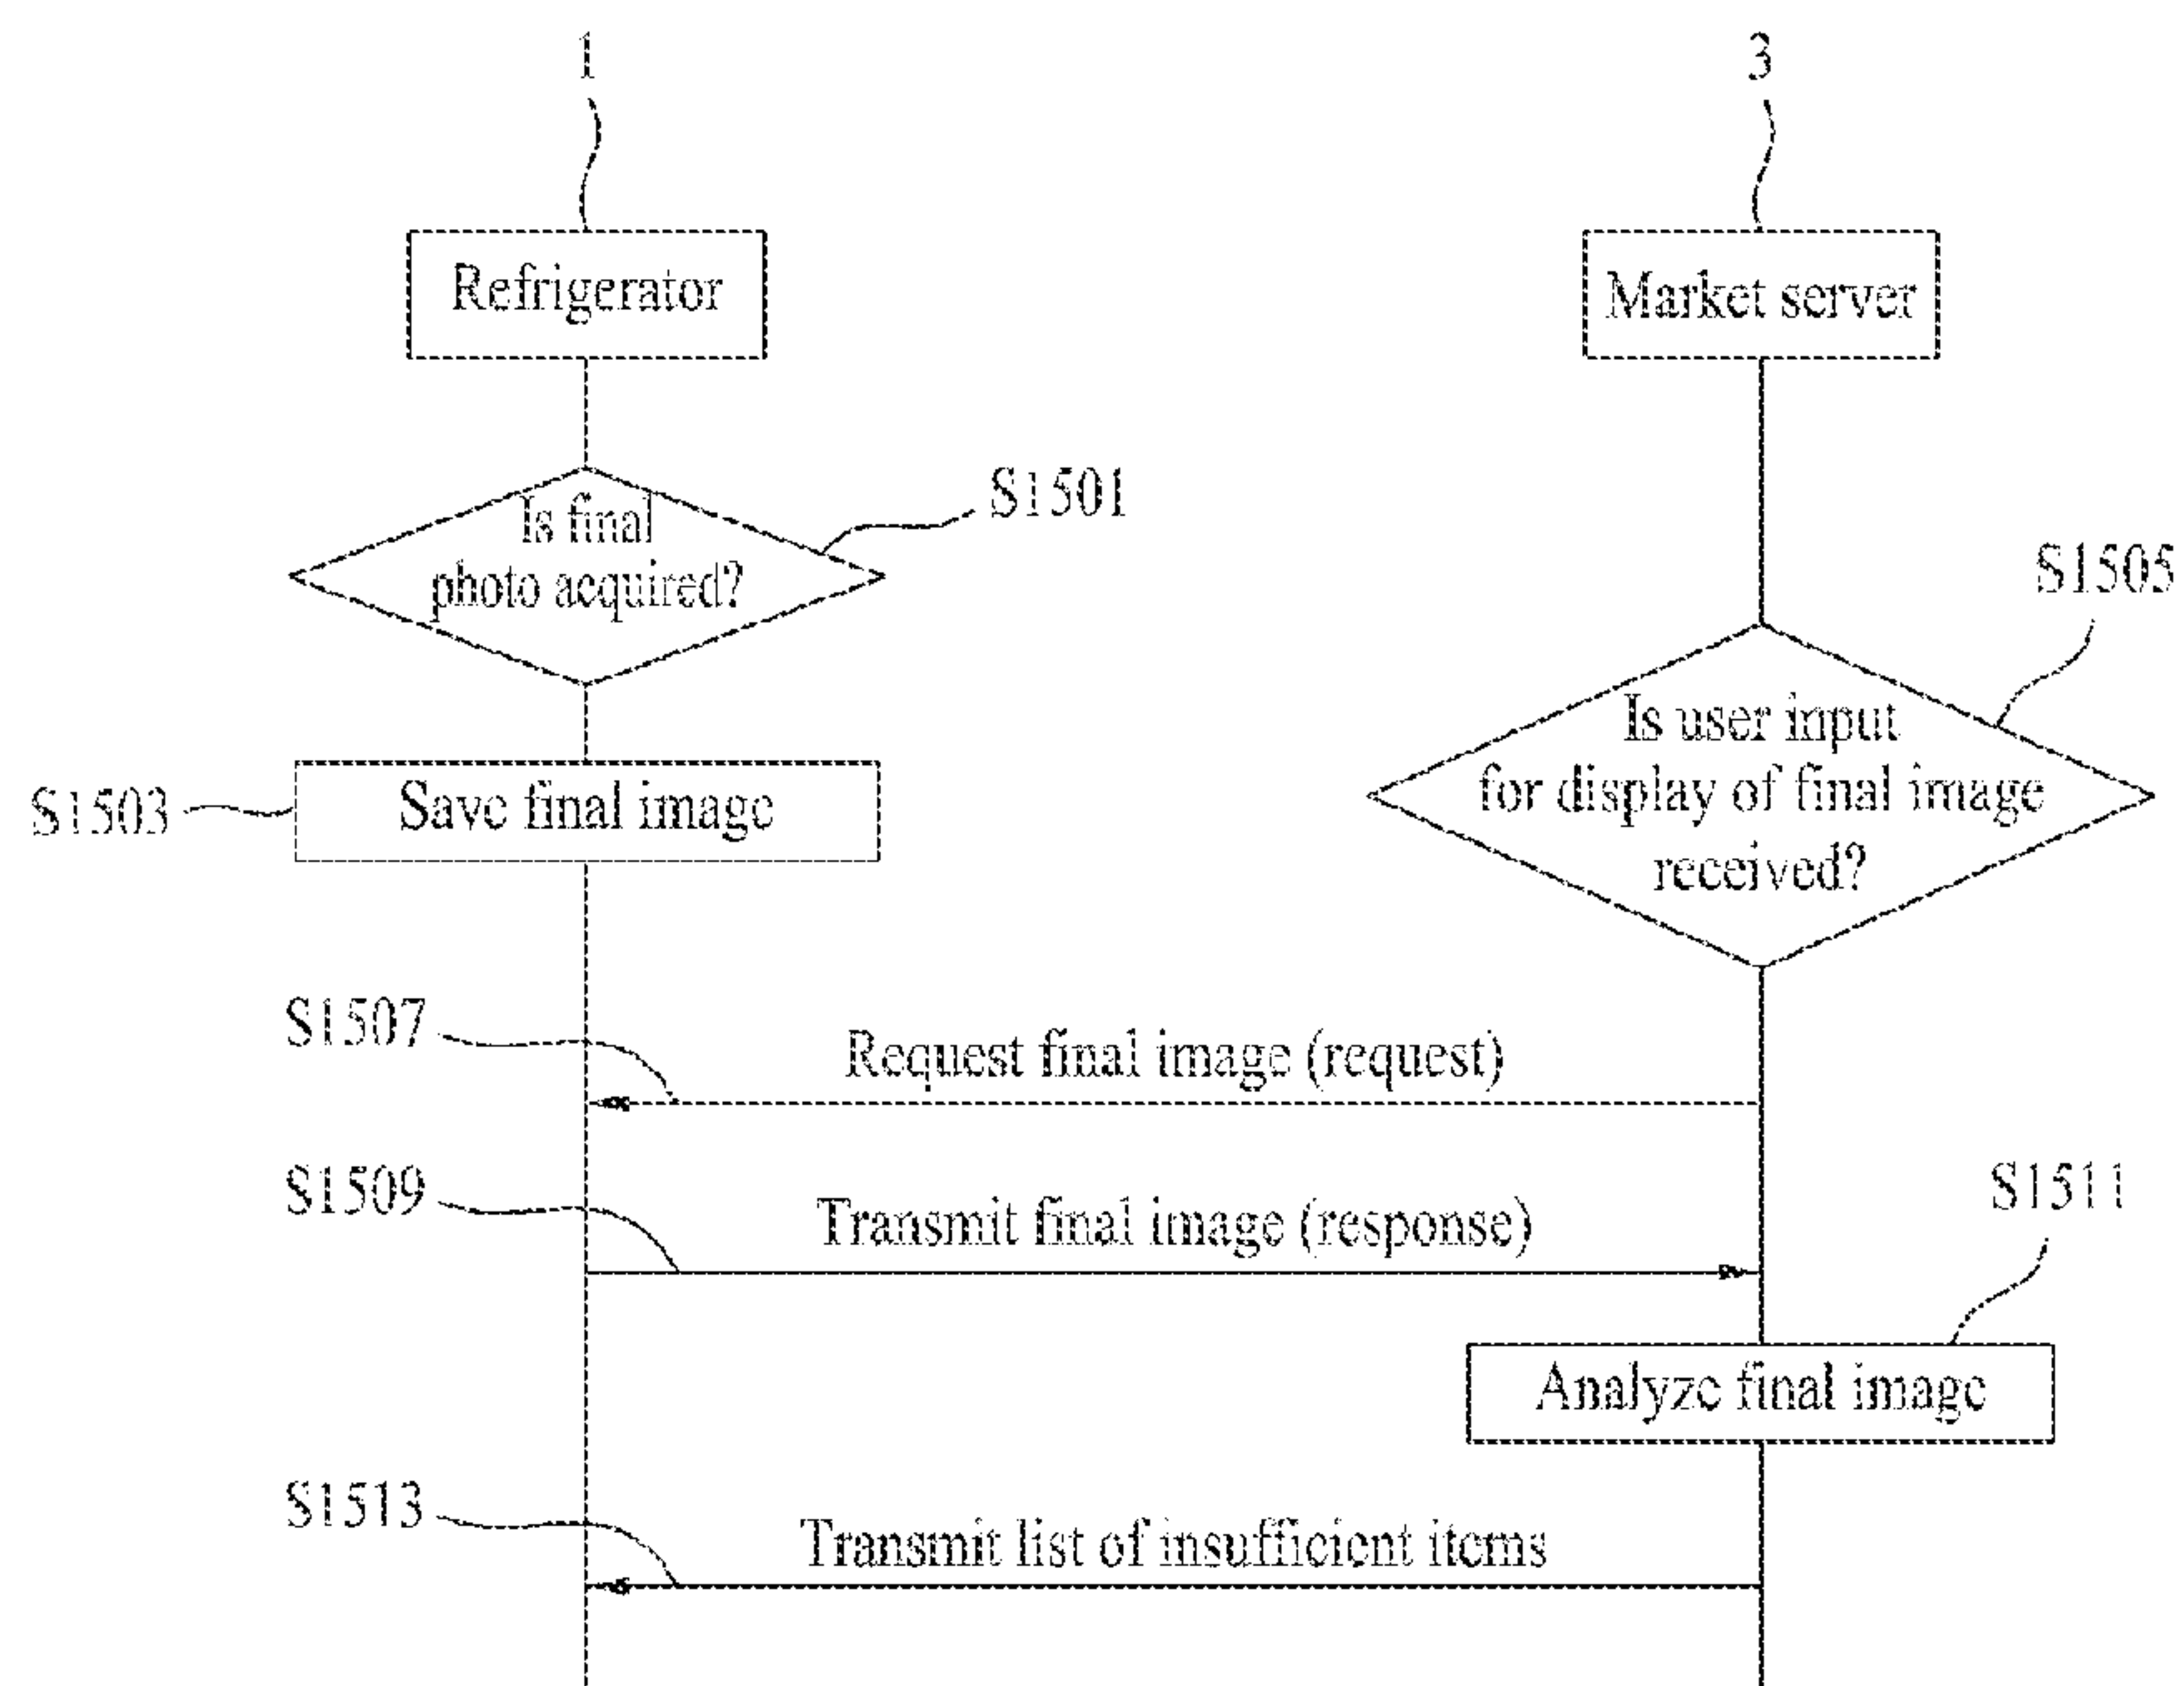 1
3
Refrigerator
Market server
Is final
photo acquired?
S1501
S1505
Is user input
for display of final image
received?
S1503
Save final image
S1507
Request final image (request)
S1509
Transmit final image (response)
S1511
Analyze final image
S1513
Transmit list of insufficient items